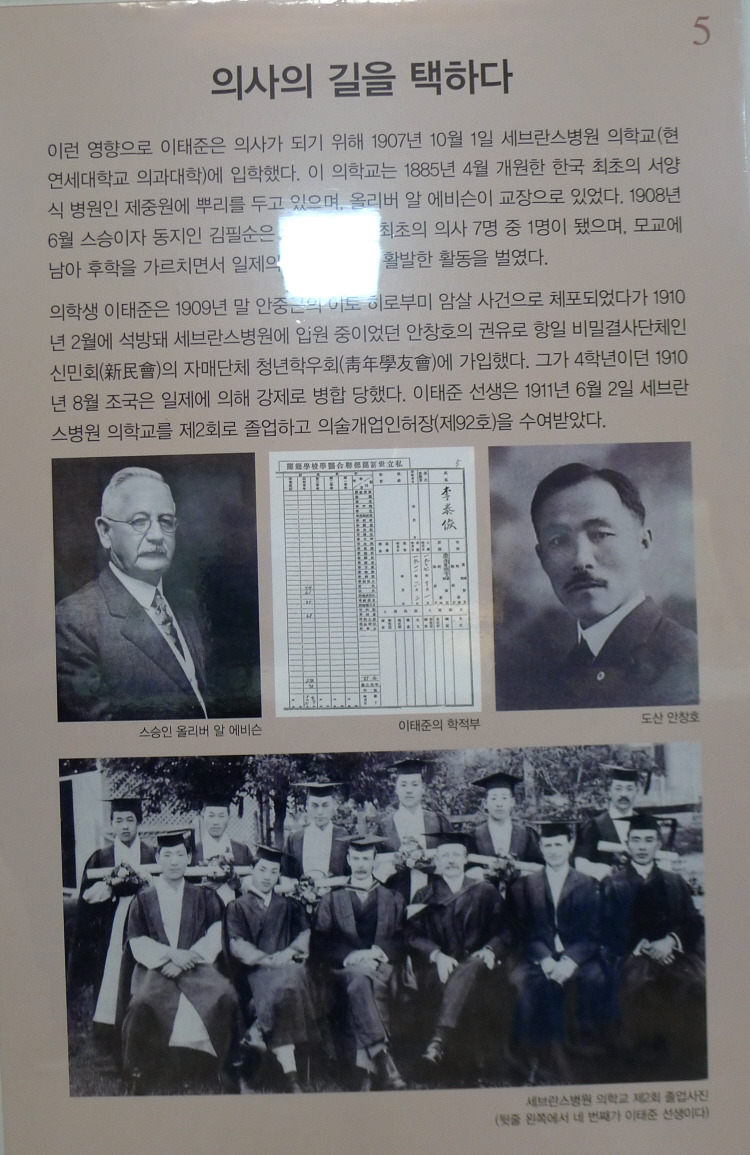 5
의사의 길을 택하다
이런 영향으로 이태준은 의사가 되기 위해 1907년 10월 1일 세브란스병원 의학교(현
연세대학교 의과대학)에 입학했다. 이 의학교는 1885년 4월 개원한 한국 최초의 서양
식 병원인 제중원에 뿌리를 두고 있으며, 올리버 알 에비슨이 교장으로 있었다. 1908년
6월 스승이자 동지인 김필순은 최초의 의사 7명 중 1명이 됐으며, 모교에
남아 후학을 가르치면서 일제의 활발한 활동을 벌였다.
의학생 이태준은 1909년 말 안중근의 이토 히로부미 암살 사건으로 체포되었다가 1910
년 2월에 석방돼 세브란스병원에 입원 중이었던 안창호의 권유로 항일 비밀결사단체인
신민회(新民會)의 자매단체 청년학우회(靑年學友會)에 가입했다. 그가 4학년이던 1910
년 8월 조국은 일제에 의해 강제로 병합 당했다. 이태준 선생은 1911년 6월 2일 세브란
스병원 의학교를 제2회로 졸업하고 의술개업인허장(제92호)을 수여받았다.
李泰俊
스승인 올리버 알 에비슨
이태준의 학적부
도산 안창호
세브란스병원 의학교 제2회 졸업사진
(뒷줄 왼쪽에서 네 번째가 이태준 선생이다)